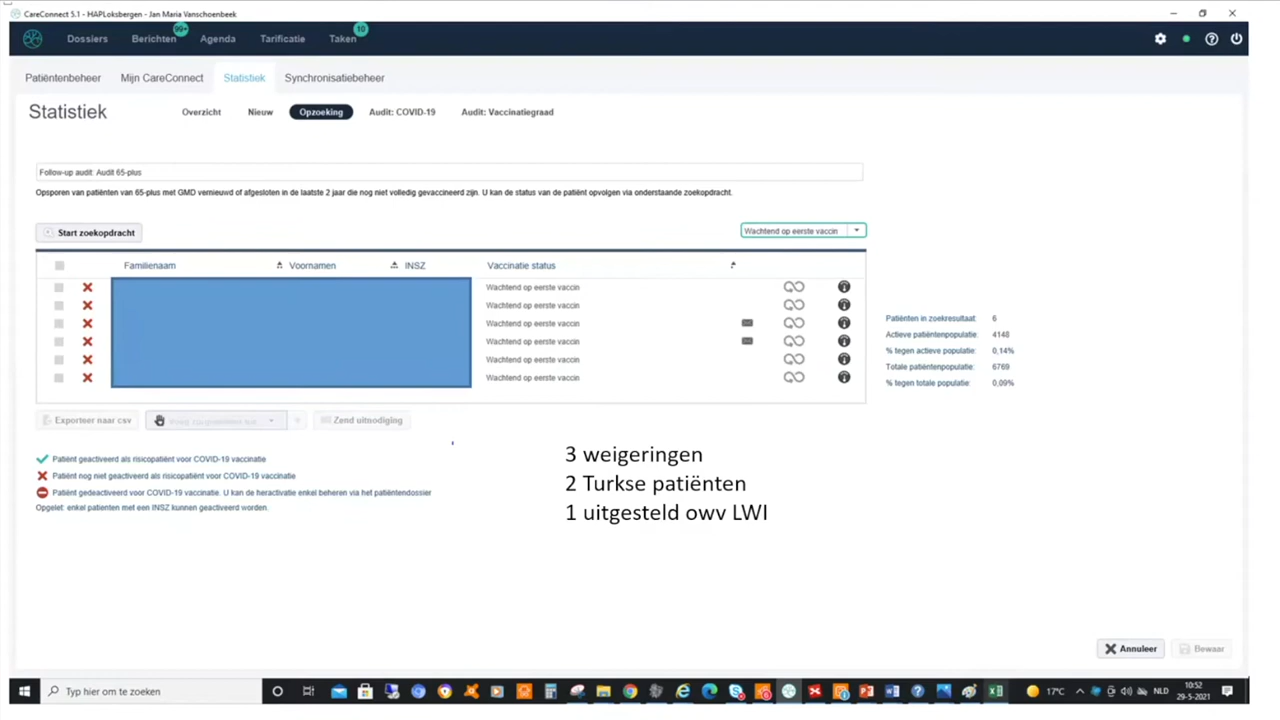 CareConnect 5.1 - HAPLoksbergen - Jan Maria Vanschoenbeek
Dossiers Berichten 99+ Agenda Tarificatie Taken 10
Patiëntenbeheer Mijn CareConnect Statistiek Synchronisatiebeheer
Statistiek Overzicht Nieuw Opzoeking Audit: COVID-19 Audit: Vaccinatiegraad
Follow-up audit: Audit 65-plus
Opsporen van patiënten van 65-plus met GMD vernieuwd of afgesloten in de laatste 2 jaar die nog niet volledig gevaccineerd zijn. U kan de status van de patiënt opvolgen via onderstaande zoekopdracht.
Start zoekopdracht Wachtend op eerste vaccin
Familienaam Voornamen INSZ Vaccinatie status
Wachtend op eerste vaccin
Wachtend op eerste vaccin
Wachtend op eerste vaccin
Wachtend op eerste vaccin
Wachtend op eerste vaccin
Wachtend op eerste vaccin
Patiënten in zoekresultaat: 6
Actieve patiëntenpopulatie: 4148
% tegen actieve populatie: 0,14%
Totale patiëntenpopulatie: 6769
% tegen totale populatie: 0,09%
Exporteer naar csv Zend uitnodiging
Patiënt geactiveerd als risicopatiënt voor COVID-19 vaccinatie
Patiënt nog niet geactiveerd als risicopatiënt voor COVID-19 vaccinatie
Patiënt gedeactiveerd voor COVID-19 vaccinatie. U kan de heractivatie enkel beheren via het patiëntendossier
Opgelet: enkel patienten met een INSZ kunnen geactiveerd worden.
3 weigeringen
2 Turkse patiënten
1 uitgesteld owv LWI
Annuleer Bewaar
Typ hier om te zoeken 17°C NLD 10:52
29-5-2021